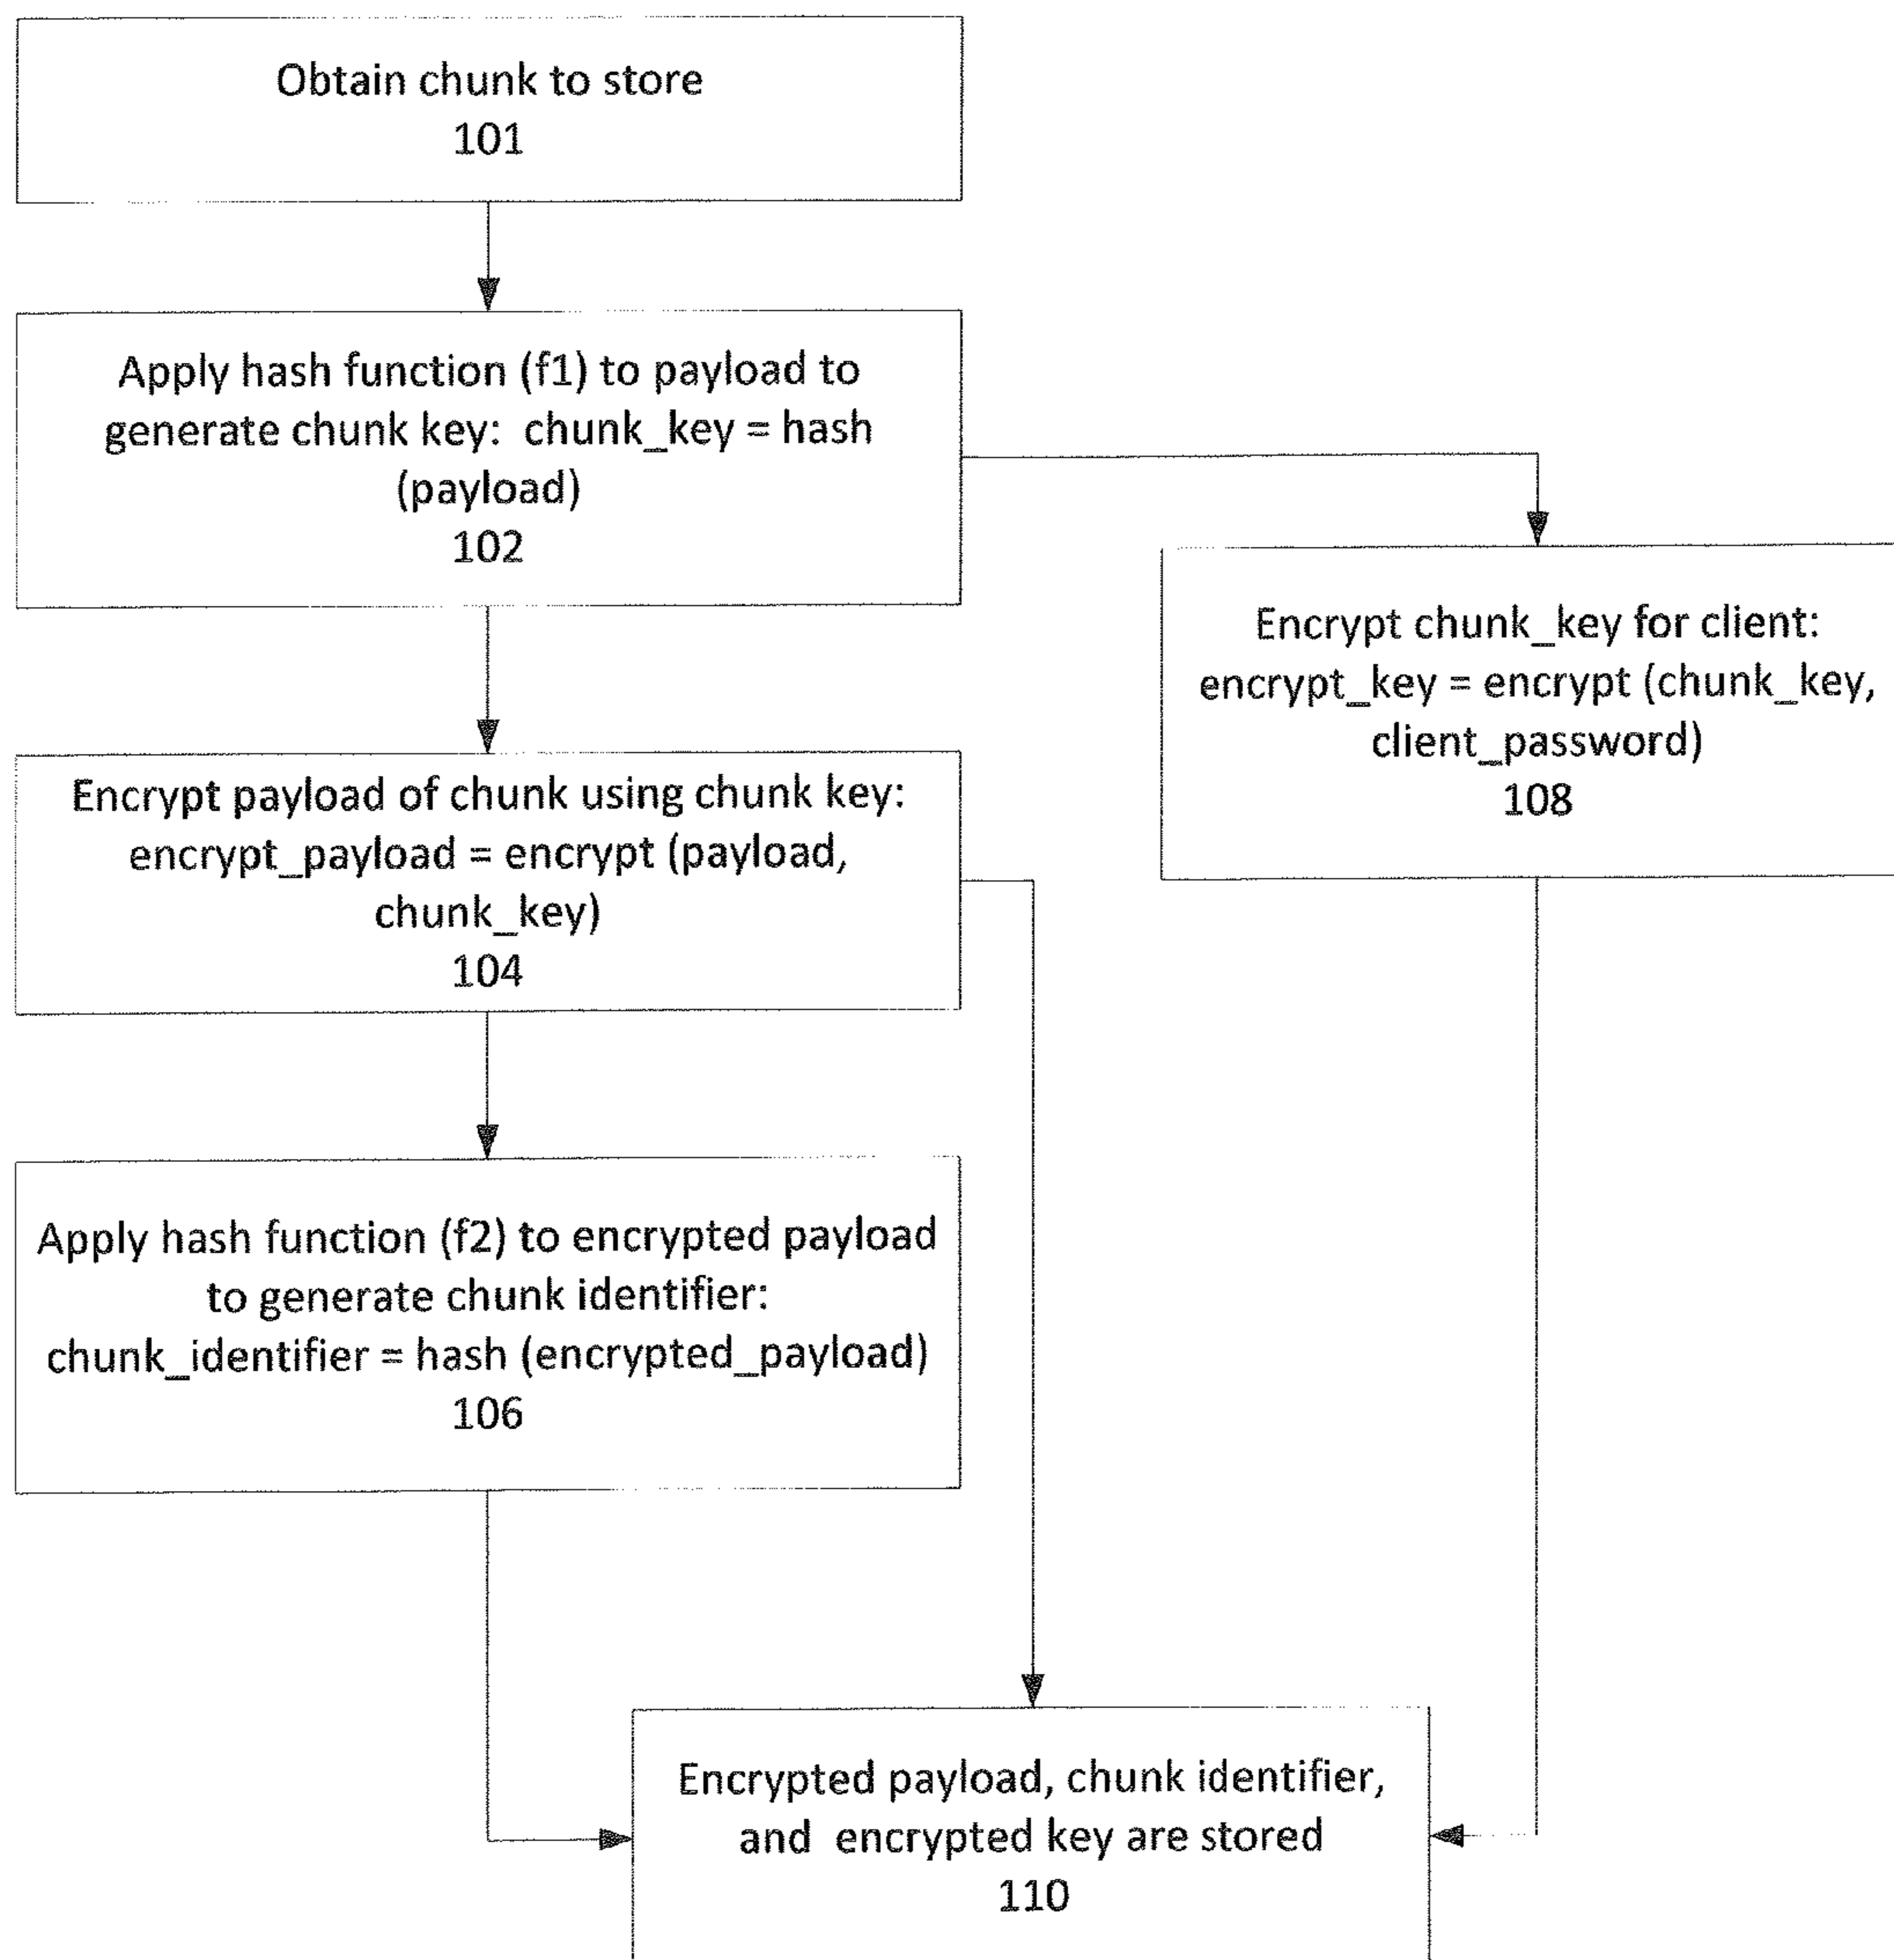 Obtain chunk to store
101
Apply hash function (f1) to payload to
generate chunk key: chunk_key = hash
(payload)
102
Encrypt chunk_key for client:
encrypt_key = encrypt (chunk_key,
client_password)
108
Encrypt payload of chunk using chunk key:
encrypt_payload = encrypt (payload,
chunk_key)
104
Apply hash function (f2) to encrypted payload
to generate chunk identifier:
chunk_identifier = hash (encrypted_payload)
106
Encrypted payload, chunk identifier,
and encrypted key are stored
110